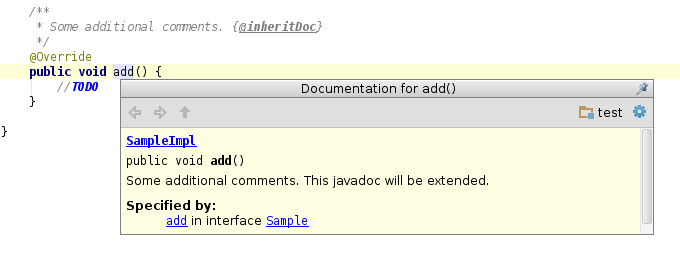 /**
* Some additional comments. {@inheritDoc}
*/
@Override
public void add() {
//TODO
}
}
Documentation for add()
test
SampleImpl
public void add()
Some additional comments. This javadoc will be extended.
Specified by:
add in interface Sample